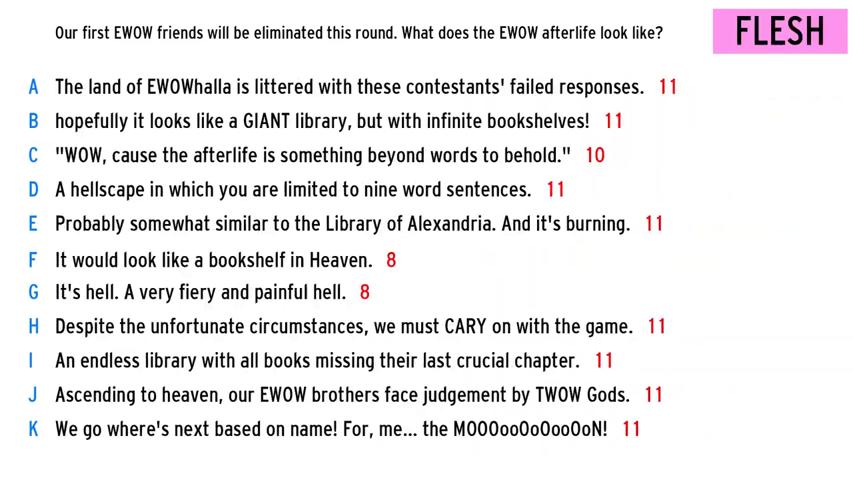 Our first EWOW friends will be eliminated this round. What does the EWOW afterlife look like?
FLESH
A The land of EWOWhalla is littered with these contestants' failed responses. 11
B hopefully it looks like a GIANT library, but with infinite bookshelves! 11
C "WOW, cause the afterlife is something beyond words to behold." 10
D A hellscape in which you are limited to nine word sentences. 11
E Probably somewhat similar to the Library of Alexandria. And it's burning. 11
F It would look like a bookshelf in Heaven. 8
G It's hell. A very fiery and painful hell. 8
H Despite the unfortunate circumstances, we must CARY on with the game. 11
I An endless library with all books missing their last crucial chapter. 11
J Ascending to heaven, our EWOW brothers face judgement by TWOW Gods. 11
K We go where's next based on name! For, me... the MOOOooOoOooOoN! 11